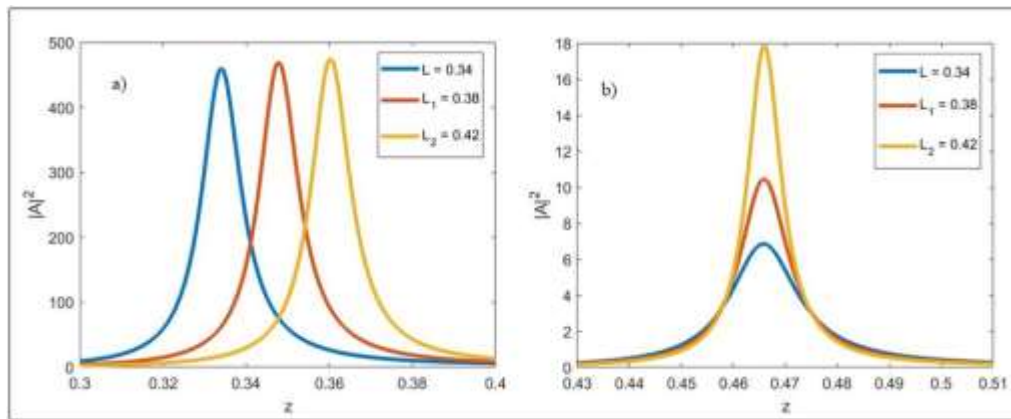 a)
L = 0.34
L₁ = 0.38
L₂ = 0.42
500
400
300
200
100
0
|A|²
0.3 0.32 0.34 0.36 0.38 0.4
z
b)
L = 0.34
L₁ = 0.38
L₂ = 0.42
18
16
14
12
10
8
6
4
2
0
|A|²
0.43 0.44 0.45 0.46 0.47 0.48 0.49 0.5 0.51
z